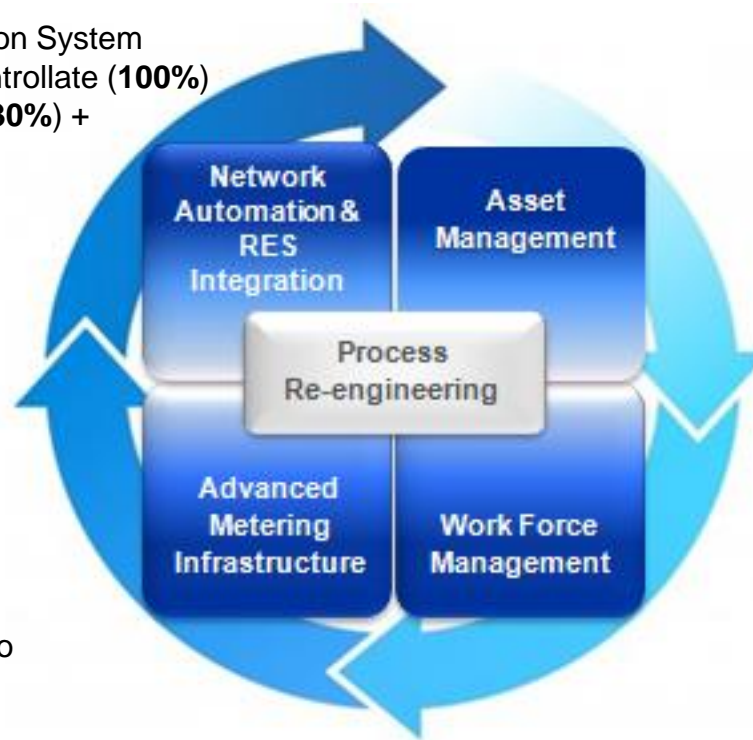 on System
ntrollate (100%)
80%) +
Network
Automation &
RES
Integration
Asset
Management
Process
Re-engineering
Advanced
Metering
Infrastructure
Work Force
Management
o